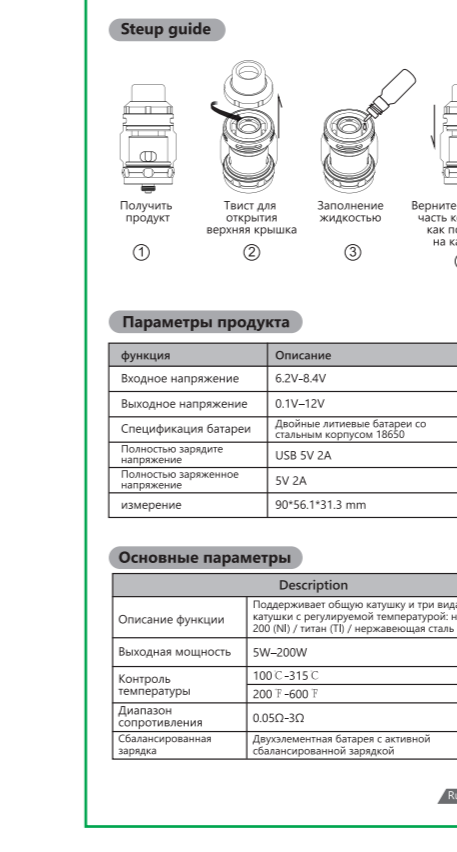 Steup guide
Получить
продукт
①
Твист для
открытия
верхняя крышка
②
Заполнение
жидкостью
③
Верните
часть
как
на
Параметры продукта
функция Описание
Входное напряжение 6.2V-8.4V
Выходное напряжение 0.1V—12V
Спецификация батареи Двойные литиевые батареи со
стальным корпусом 18650
Полностью зарядите
напряжение USB 5V 2A
Полностью заряженное
напряжение 5V 2A
измерение 90*56.1*31.3 mm
Основные параметры
Description
Описание функции Поддерживает общую катушку и три вида
катушки с регулируемой температурой:
200 (NI) / титан (TI) / нержавеющая сталь
Выходная мощность 5W—200W
Контроль
температуры 100℃-315℃
200℉-600℉
Диапазон
сопротивления 0.05Ω-3Ω
Сбалансированная
зарядка Двухэлементная батарея с активной
сбалансированной зарядкой